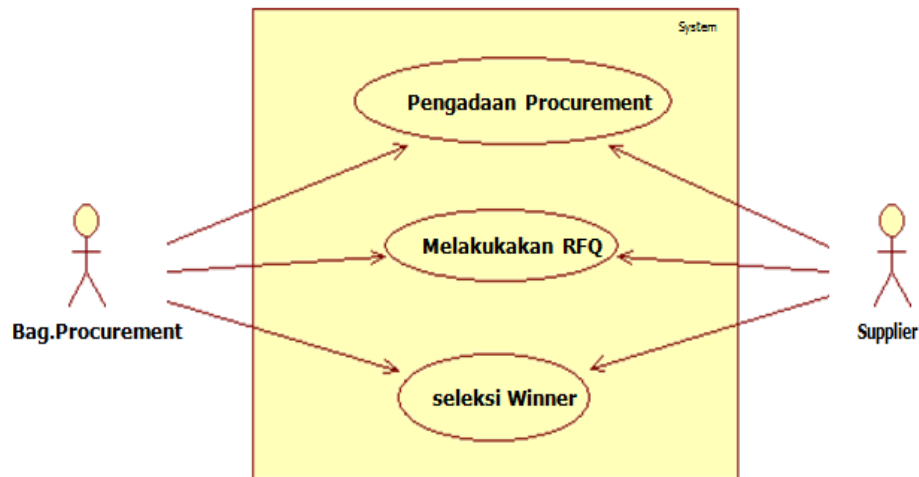 System
Pengadaan Procurement
Melakukakan RFQ
Bag.Procurement
Supplier
seleksi Winner